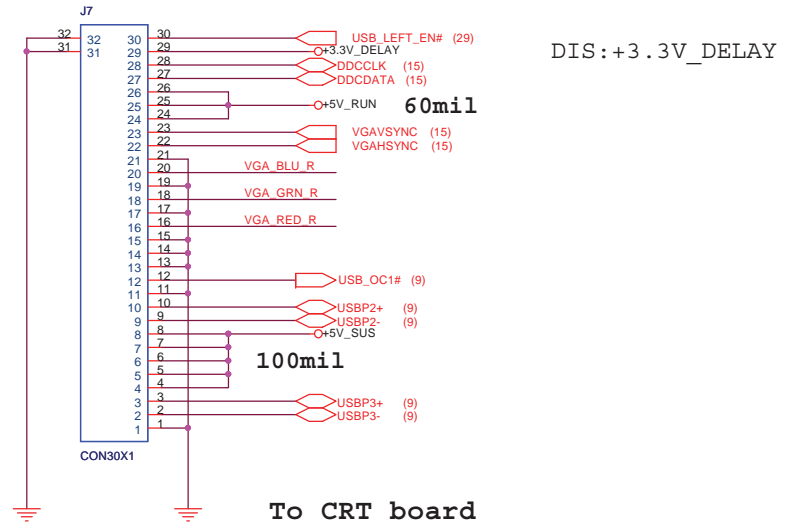 J7
32 32 30 30 USB_LEFT_EN# (29)
31 31 29 29 +3.3V_DELAY DIS:+3.3V_DELAY
28 28 DDCCLK (15)
27 27 DDCDATA (15)
26 26
25 25 +5V_RUN 60mil
24 24
23 23 VGAVSYNC (15)
22 22 VGAHSYNC (15)
21 21
20 20 VGA_BLU_R
19 19
18 18 VGA_GRN_R
17 17
16 16 VGA_RED_R
15 15
14 14
13 13
12 12 USB_OC1# (9)
11 11
10 10 USBP2+ (9)
9 9 USBP2- (9)
8 8 +5V_SUS
7 7
6 6 100mil
5 5
4 4
3 3 USBP3+ (9)
2 2 USBP3- (9)
1 1
CON30X1
To CRT board